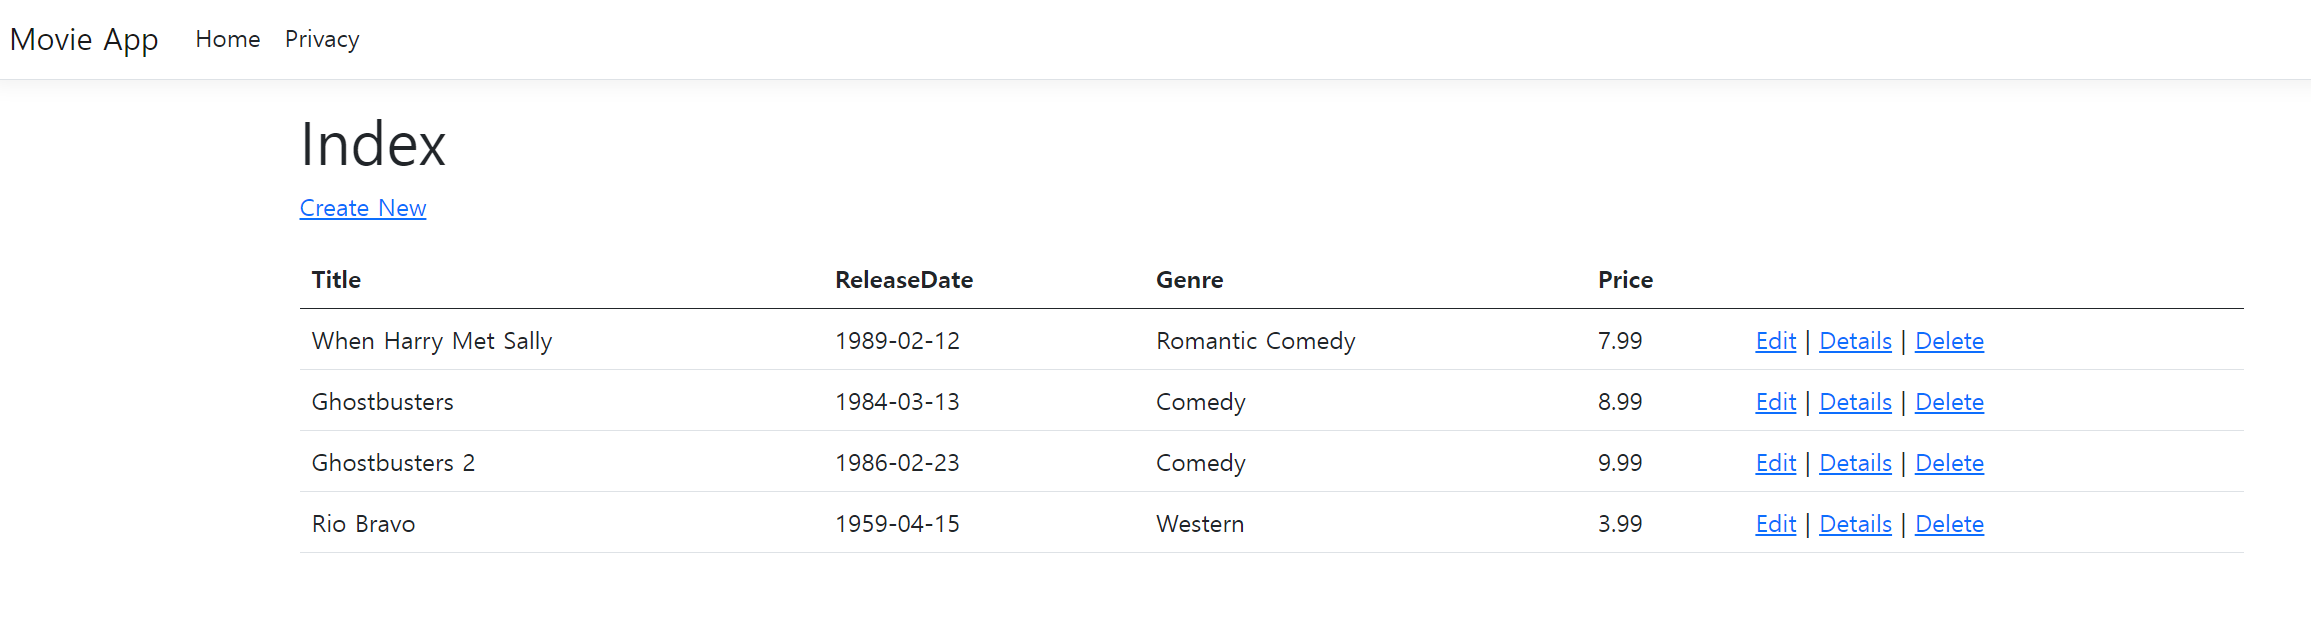 Movie App Home Privacy
Index
Create New
Title ReleaseDate Genre Price
When Harry Met Sally 1989-02-12 Romantic Comedy 7.99 Edit | Details | Delete
Ghostbusters 1984-03-13 Comedy 8.99 Edit | Details | Delete
Ghostbusters 2 1986-02-23 Comedy 9.99 Edit | Details | Delete
Rio Bravo 1959-04-15 Western 3.99 Edit | Details | Delete